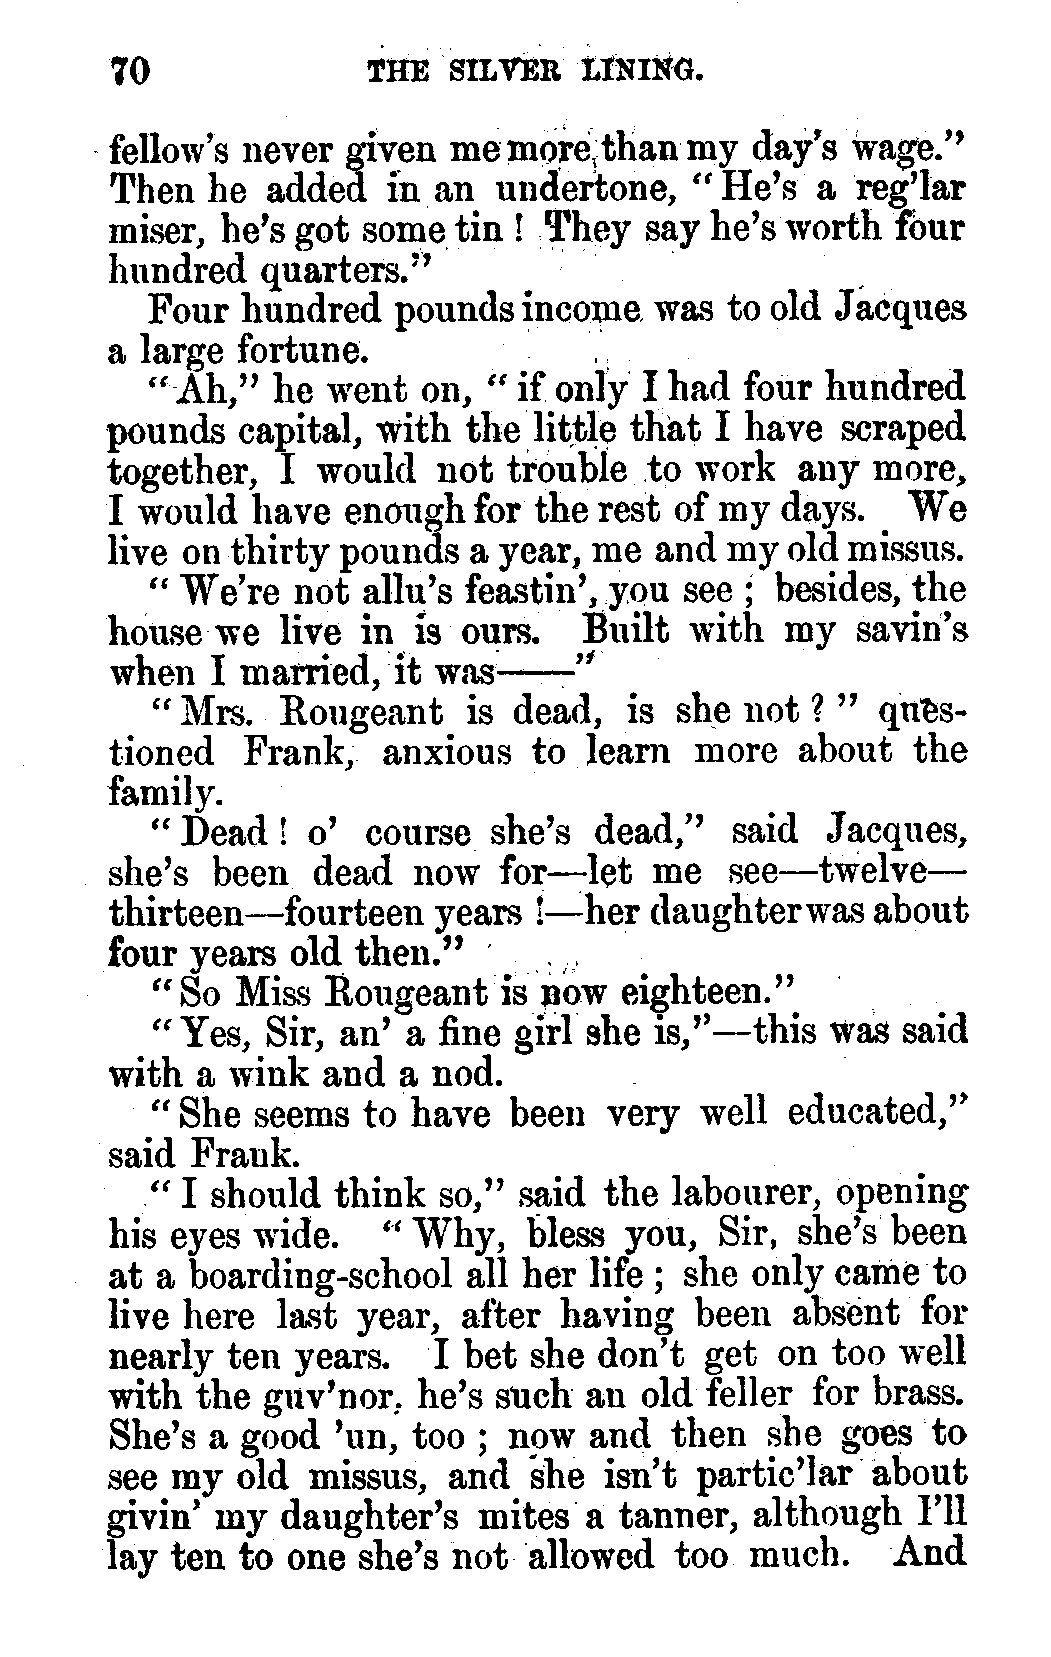 70 THE SILVER LINING.
fellow's never given me more than my day's wage."
Then he added in an undertone, "He's a reg'lar
miser, he's got some tin ! They say he's worth four
hundred quarters."
Four hundred pounds income was to old Jacques
a large fortune.
"Ah," he went on, "if only I had four hundred
pounds capital, with the little that I have scraped
together, I would not trouble to work any more,
I would have enough for the rest of my days. We
live on thirty pounds a year, me and my old missus.
"We're not allu's feastin', you see ; besides, the
house we live in is ours. Built with my savin's
when I married, it was——"
"Mrs. Rougeant is dead, is she not ? " ques-
tioned Frank, anxious to learn more about the
family.
"Dead ! o' course she's dead," said Jacques,
she's been dead now for—let me see—twelve—
thirteen—fourteen years !—her daughter was about
four years old then."
"So Miss Rougeant is now eighteen."
"Yes, Sir, an' a fine girl she is,"—this was said
with a wink and a nod.
"She seems to have been very well educated,"
said Frank.
"I should think so," said the labourer, opening
his eyes wide. "Why, bless you, Sir, she's been
at a boarding-school all her life ; she only came to
live here last year, after having been absent for
nearly ten years. I bet she don't get on too well
with the guv'nor, he's such an old feller for brass.
She's a good 'un, too ; now and then she goes to
see my old missus, and she isn't partic'lar about
givin' my daughter's mites a tanner, although I'll
lay ten to one she's not allowed too much. And